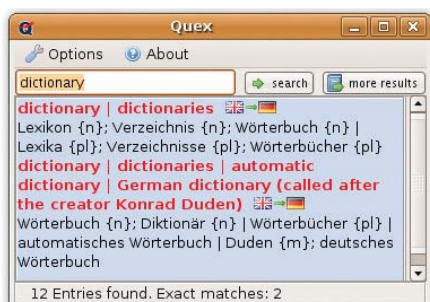 Quex
Options About
dictionary search more results
dictionary | dictionaries
Lexikon {n}; Verzeichnis {n}; Wörterbuch {n} |
Lexika {pl}; Verzeichnisse {pl}; Wörterbücher {pl}
dictionary | dictionaries | automatic
dictionary | German dictionary (called after
the creator Konrad Duden)
Wörterbuch {n}; Diktionär {n} | Wörterbücher {pl} |
automatisches Wörterbuch | Duden {m}; deutsches
Wörterbuch
12 Entries found. Exact matches: 2